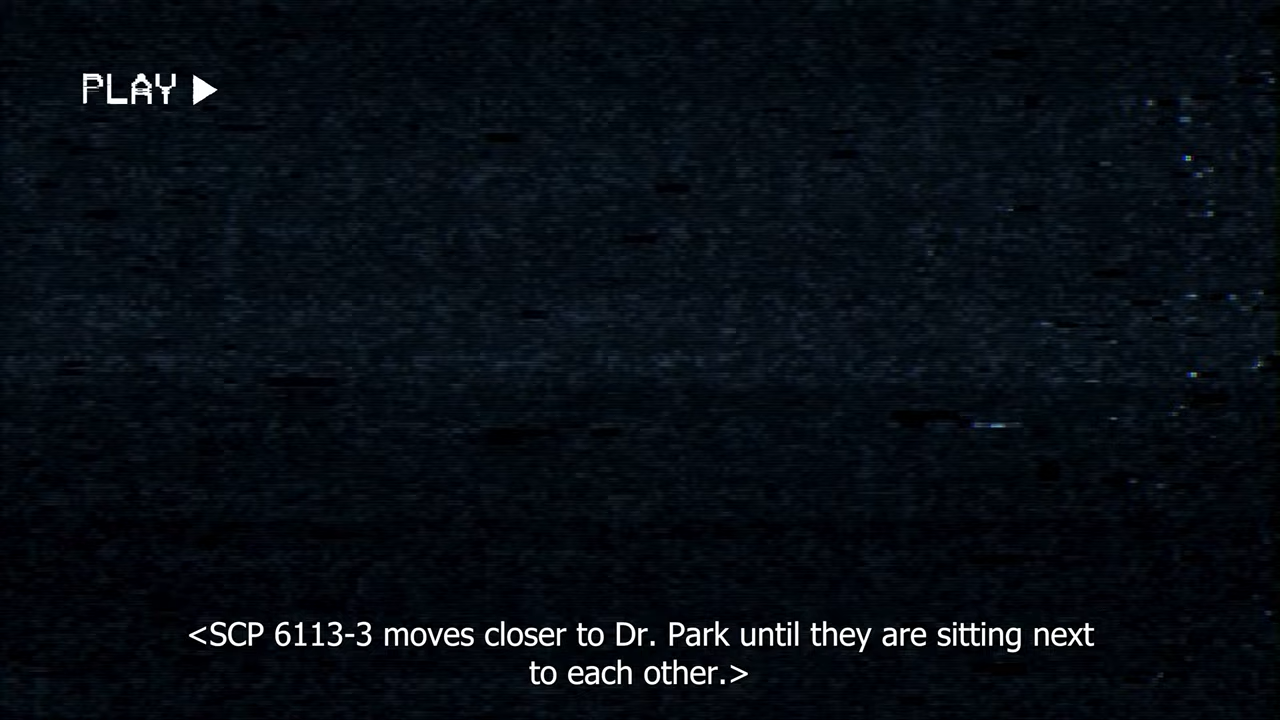 PLAY
<SCP 6113-3 moves closer to Dr. Park until they are sitting next
to each other.>